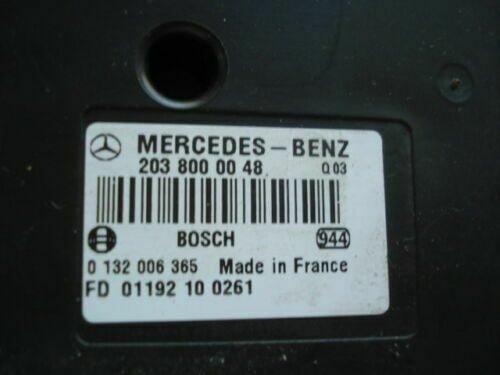 MERCEDES-BENZ
203 800 00 48 Q 03
BOSCH 944
0 132 006 365 Made in France
FD 01192 10 0261